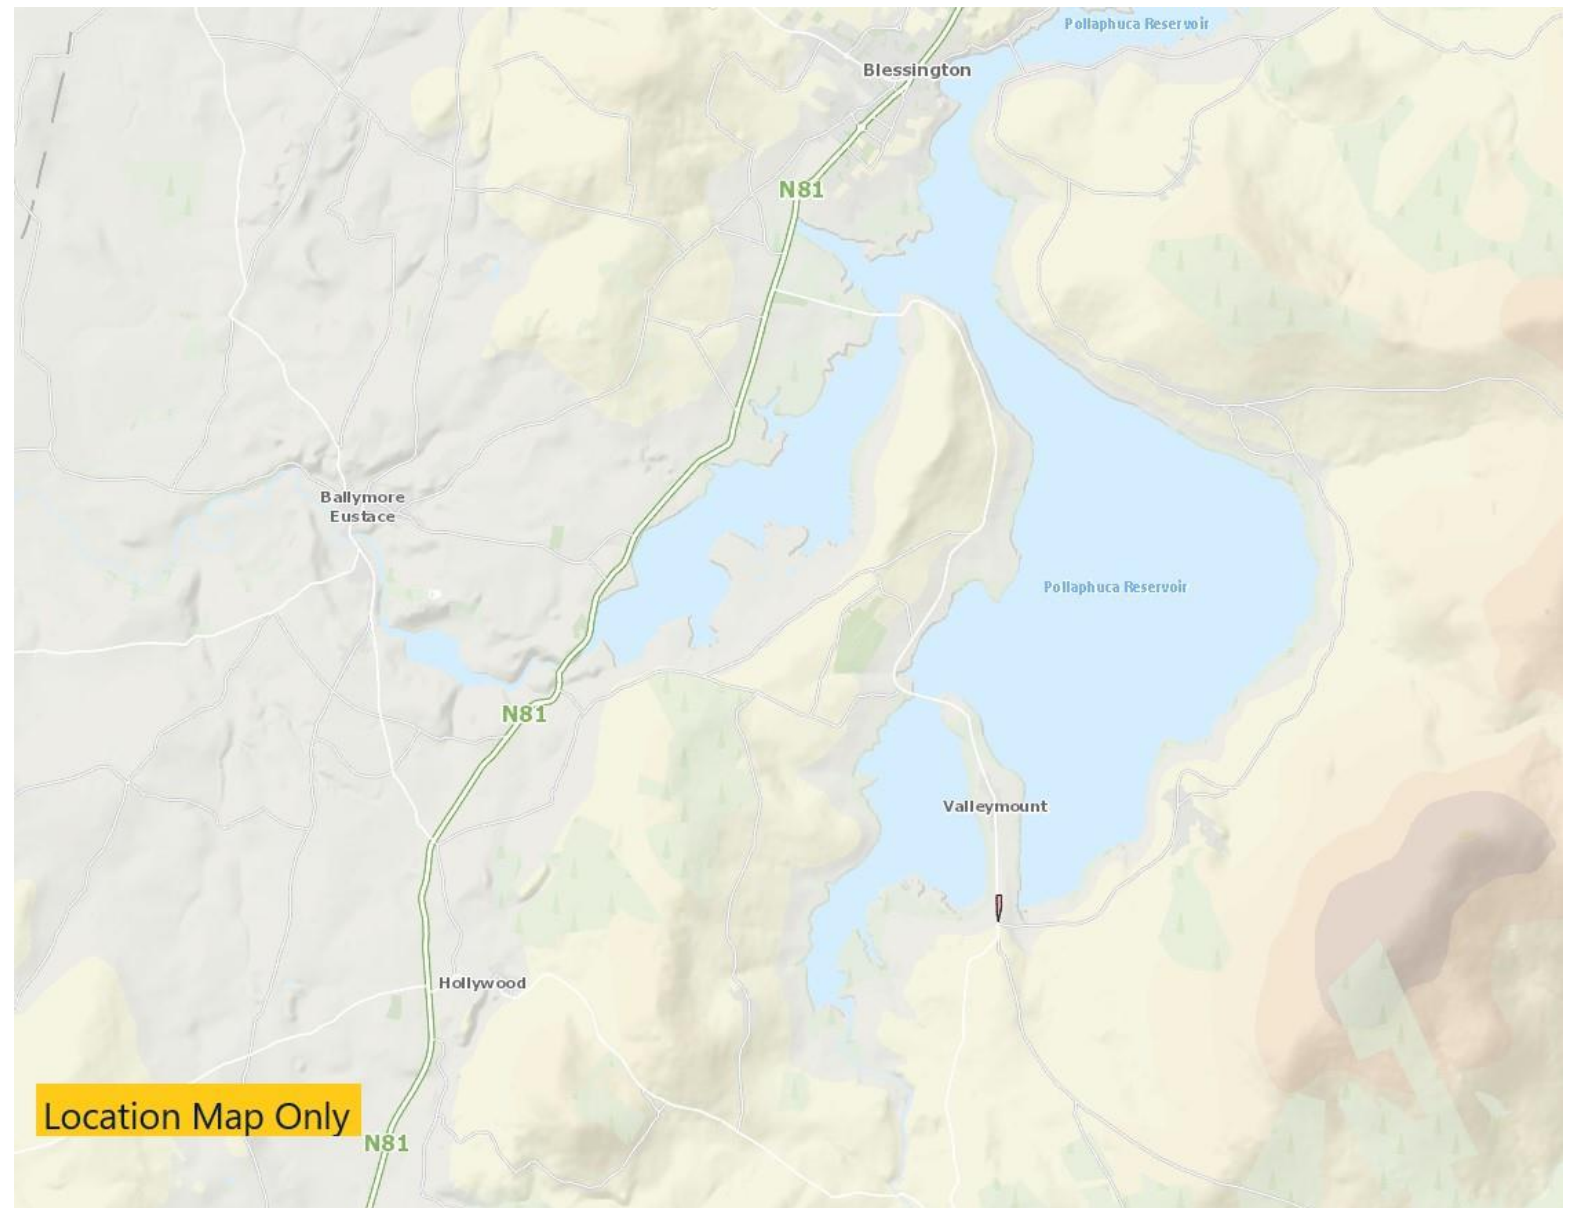 Pollaphuca Reservoir
Blessington
N81
Ballymore
Eustace
Pollaphuca Reservoir
N81
Valleymount
Hollywood
Location Map Only
N81